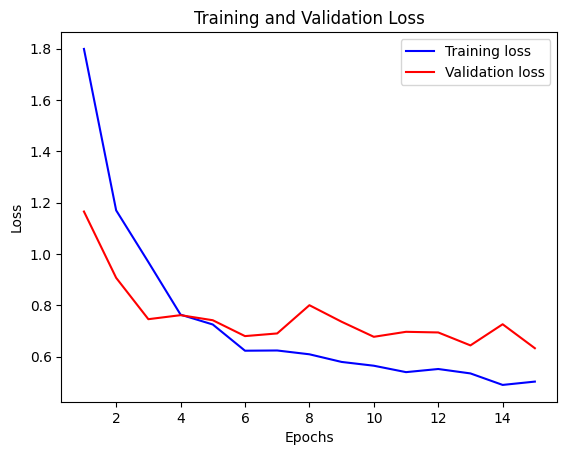 Training and Validation Loss
Training loss
Validation loss
Loss
1.8
1.6
1.4
1.2
1.0
0.8
0.6
2 4 6 8 10 12 14
Epochs